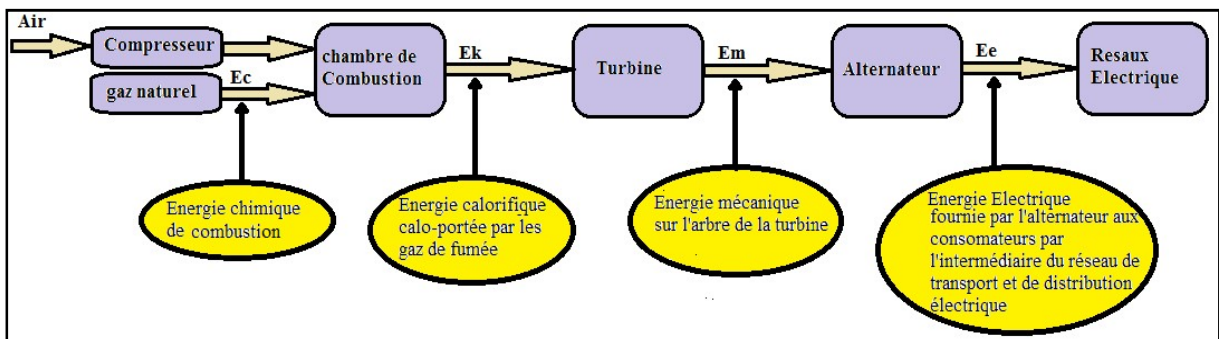 Air
Compresseur
gaz naturel
Ec
chambre de
Combustion
Ek
Turbine
Em
Alternateur
Ee
Resaux
Electrique
Energie chimique
de combustion
Energie calorifique
calo-portée par les
gaz de fumée
Energie mécanique
sur l'arbre de la turbine
Energie Electrique
fournie par l'altérnateur aux
consomateurs par
l'intermédiaire du réseau de
transport et de distribution
électrique